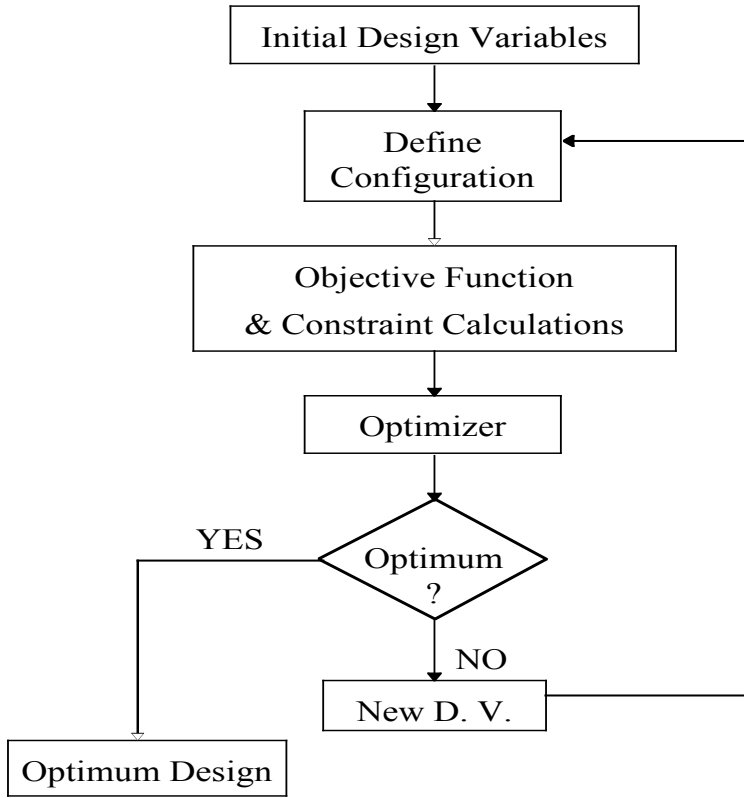 Initial Design Variables
Define
Configuration
Objective Function
& Constraint Calculations
Optimizer
YES
Optimum
?
NO
New D. V.
Optimum Design